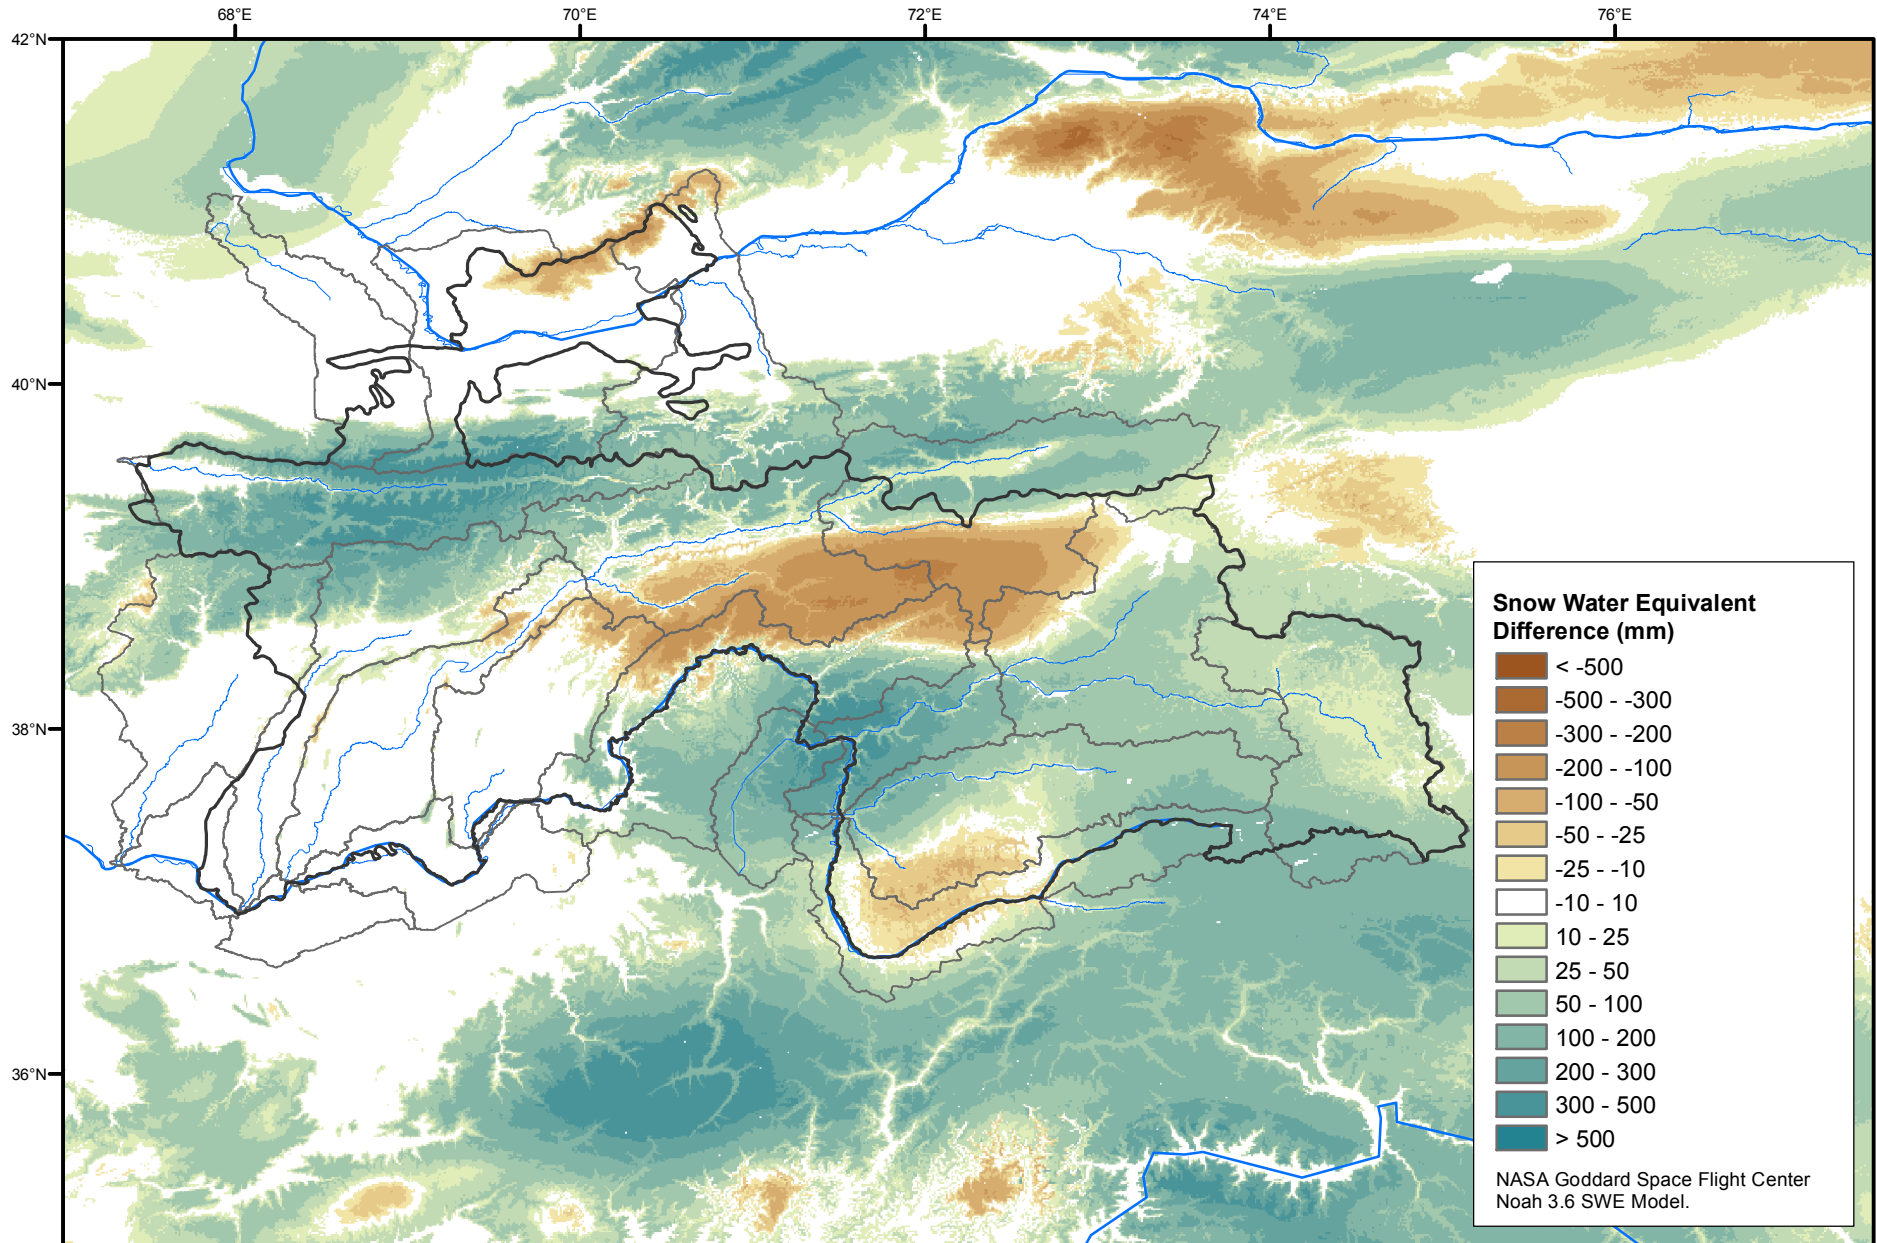 68°E
70°E
72°E
74°E
76°E
42°N
40°N
38°N
36°N
Snow Water Equivalent
Difference (mm)
< -500
-500 - -300
-300 - -200
-200 - -100
-100 - -50
-50 - -25
-25 - -10
-10 - 10
10 - 25
25 - 50
50 - 100
100 - 200
200 - 300
300 - 500
> 500
NASA Goddard Space Flight Center
Noah 3.6 SWE Model.